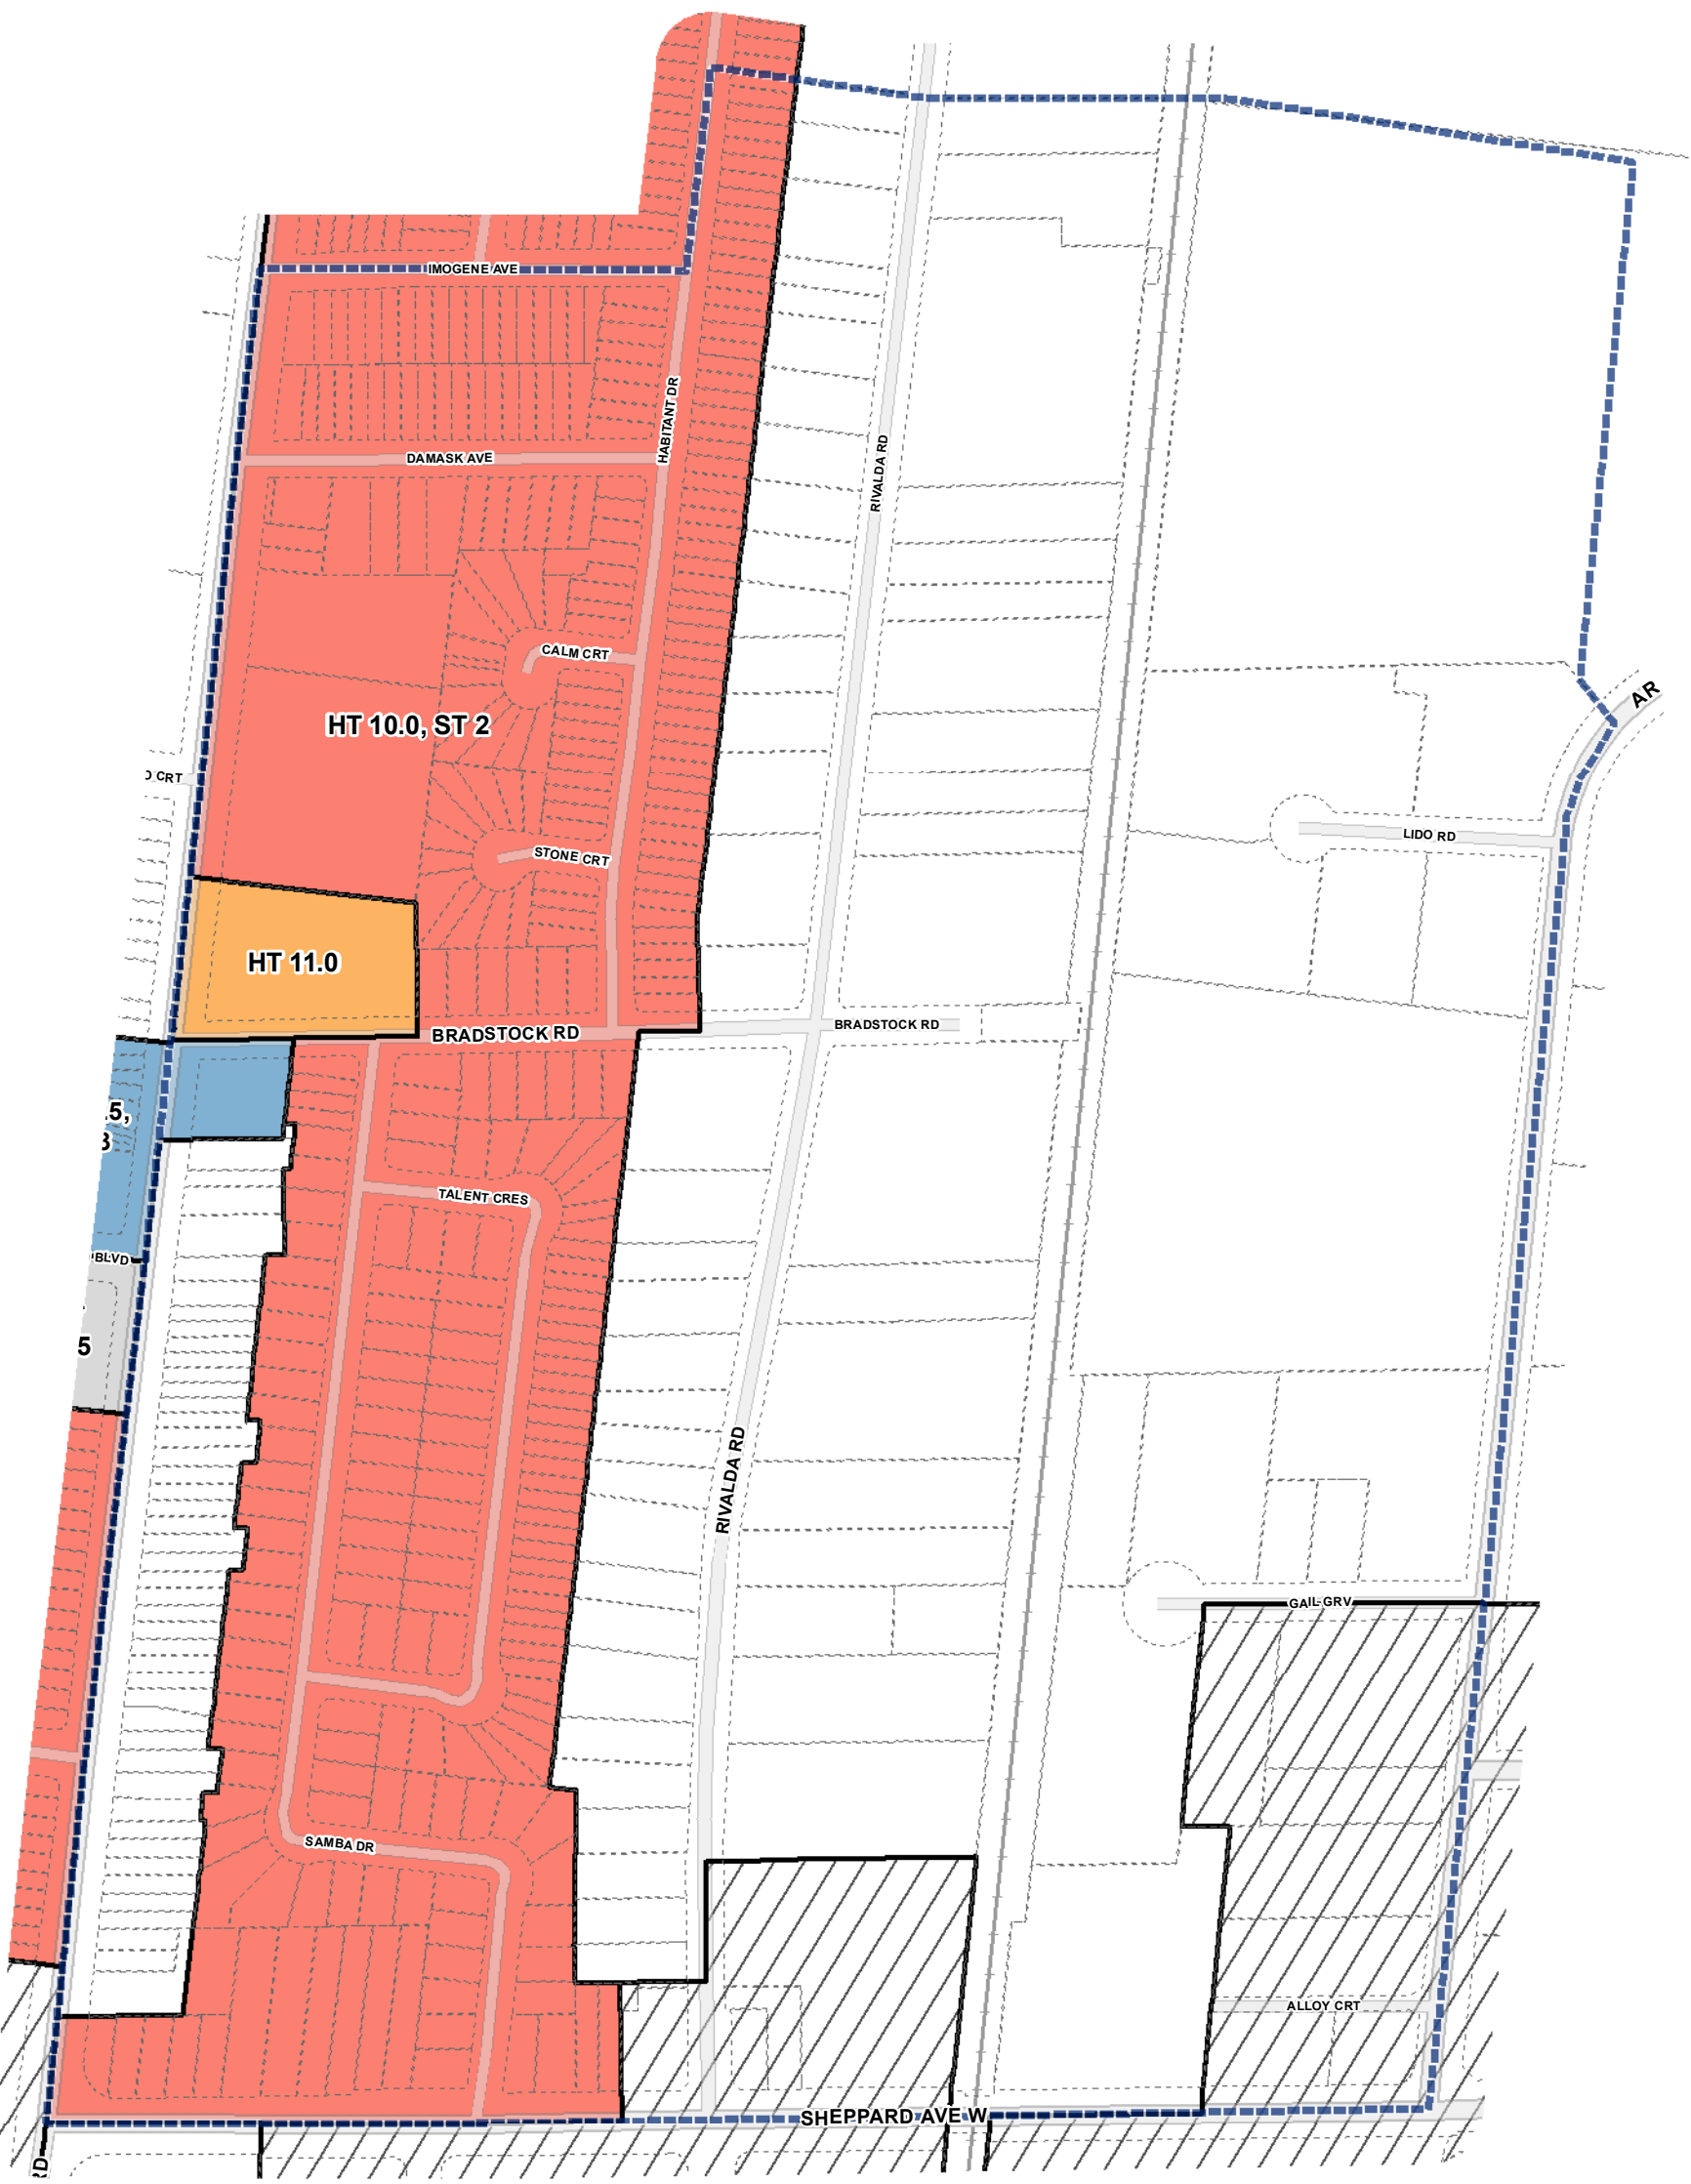 IMOGENE AVE
HABITANT DR
DAMASK AVE
RIVALDA RD
CALM CRT
AR
HT 10.0, ST 2
CRT
LIDO RD
STONE CRT
HT 11.0
BRADSTOCK RD
BRADSTOCK RD
.5,
3
TALENT CRES
BLVD
5
RIVALDA RD
GAIL GRV
SAMBA DR
ALLOY CRT
SHEPPARD AVE W
RD